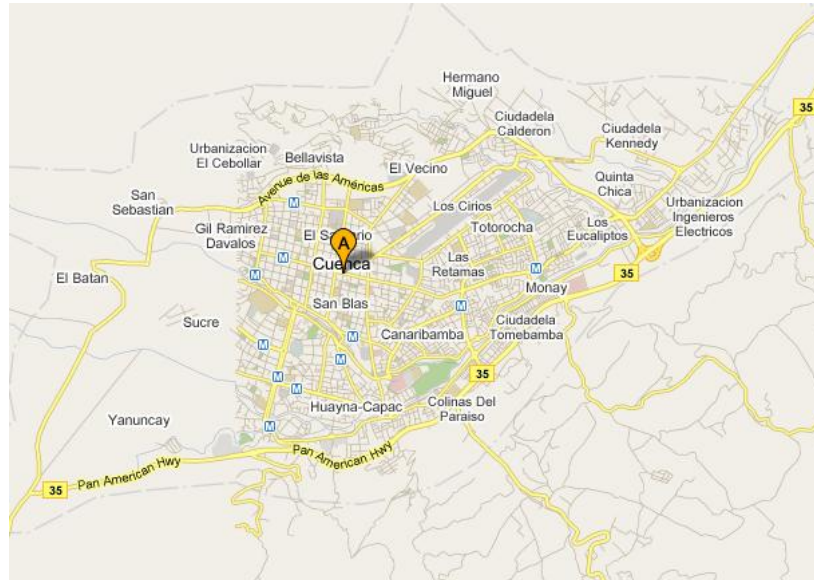 Hermano
Miguel
35
Ciudadela
Calderon
Ciudadela
Kennedy
Urbanizacion
El Cebollar
Bellavista
El Vecino
Avenue de las Américas
Quinta
Chica
San
Sebastian
M
Los Cirios
Urbanizacion
Ingenieros
Electricos
Gil Ramirez
Davalos
El
Totorocha
Los
Eucaliptos
A
Cuenca
M
Las
Retamas
M
35
El Batan
Monay
San Blas
M
Sucre
M
M
Canaribamba
Ciudadela
Tomebamba
M
35
M
Huayna-Capac
Colinas Del
Paraiso
Yanuncay
M
Pan American Hwy
Pan American Hwy
35